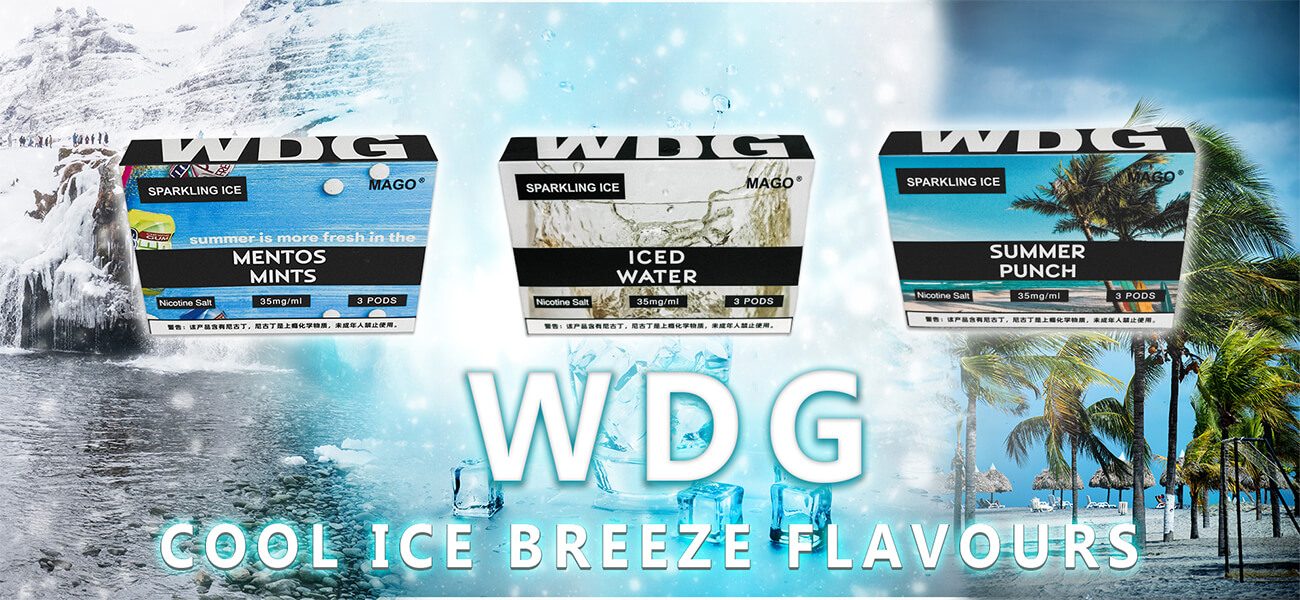 WDG
SPARKLING ICE
MAGO®
summer is more fresh in the
MENTOS
MINTS
Nicotine Salt
35mg/ml
3 PODS
警告：该产品含有尼古丁，尼古丁是上瘾化学物质，未成年人禁止使用。
WDG
SPARKLING ICE
MAGO®
ICED
WATER
Nicotine Salt
35mg/ml
3 PODS
警告：该产品含有尼古丁，尼古丁是上瘾化学物质，未成年人禁止使用。
WDG
SPARKLING ICE
MAGO®
SUMMER
PUNCH
Nicotine Salt
35mg/ml
3 PODS
警告：该产品含有尼古丁，尼古丁是上瘾化学物质，未成年人禁止使用。
WDG
COOL ICE BREEZE FLAVOURS